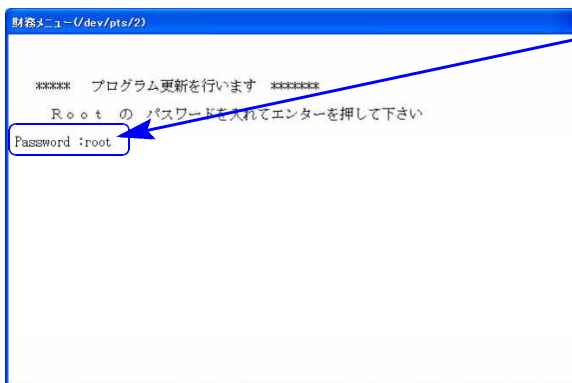 財務メニュー(/dev/pts/2)
***** プログラム更新を行います *******
Ｒｏｏｔ の パスワードを入れてエンターを押して下さい
Password :root